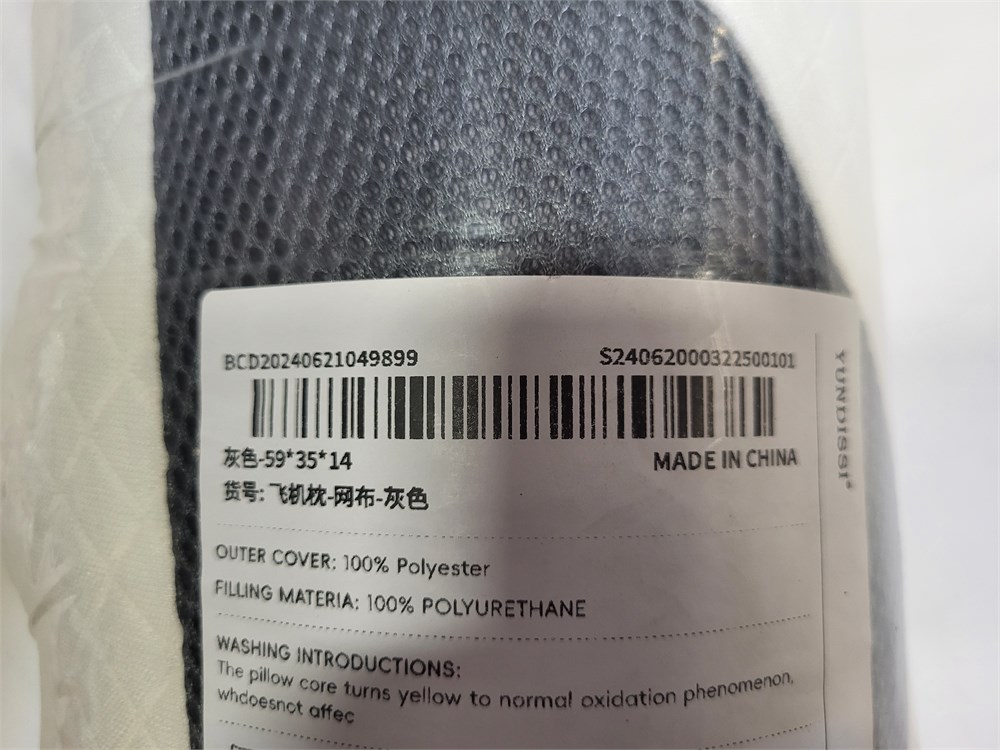 BCD20240621049899
S24062000322500101
灰色-59*35*14
MADE IN CHINA
货号: 飞机枕-网布-灰色
OUTER COVER: 100% Polyester
FILLING MATERIA: 100% POLYURETHANE
WASHING INTRODUCTIONS:
The pillow core turns yellow to normal oxidation phenomenon,
whdoesnot affec
YUNDISSI®